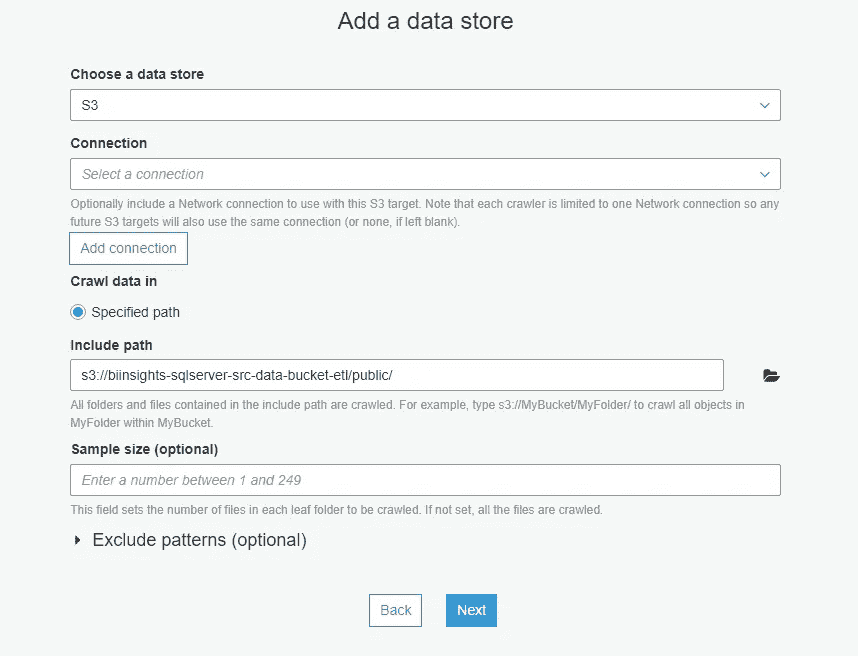 Add a data store
Choose a data store
S3
Connection
Select a connection
Optionally include a Network connection to use with this S3 target. Note that each crawler is limited to one Network connection so any
future S3 targets will also use the same connection (or none, if left blank).
Add connection
Crawl data in
Specified path
Include path
s3://biinsights-sqlserver-src-data-bucket-etl/public/
All folders and files contained in the include path are crawled. For example, type s3://MyBucket/MyFolder/ to crawl all objects in
MyFolder within MyBucket.
Sample size (optional)
Enter a number between 1 and 249
This field sets the number of files in each leaf folder to be crawled. If not set, all the files are crawled.
Exclude patterns (optional)
Back
Next